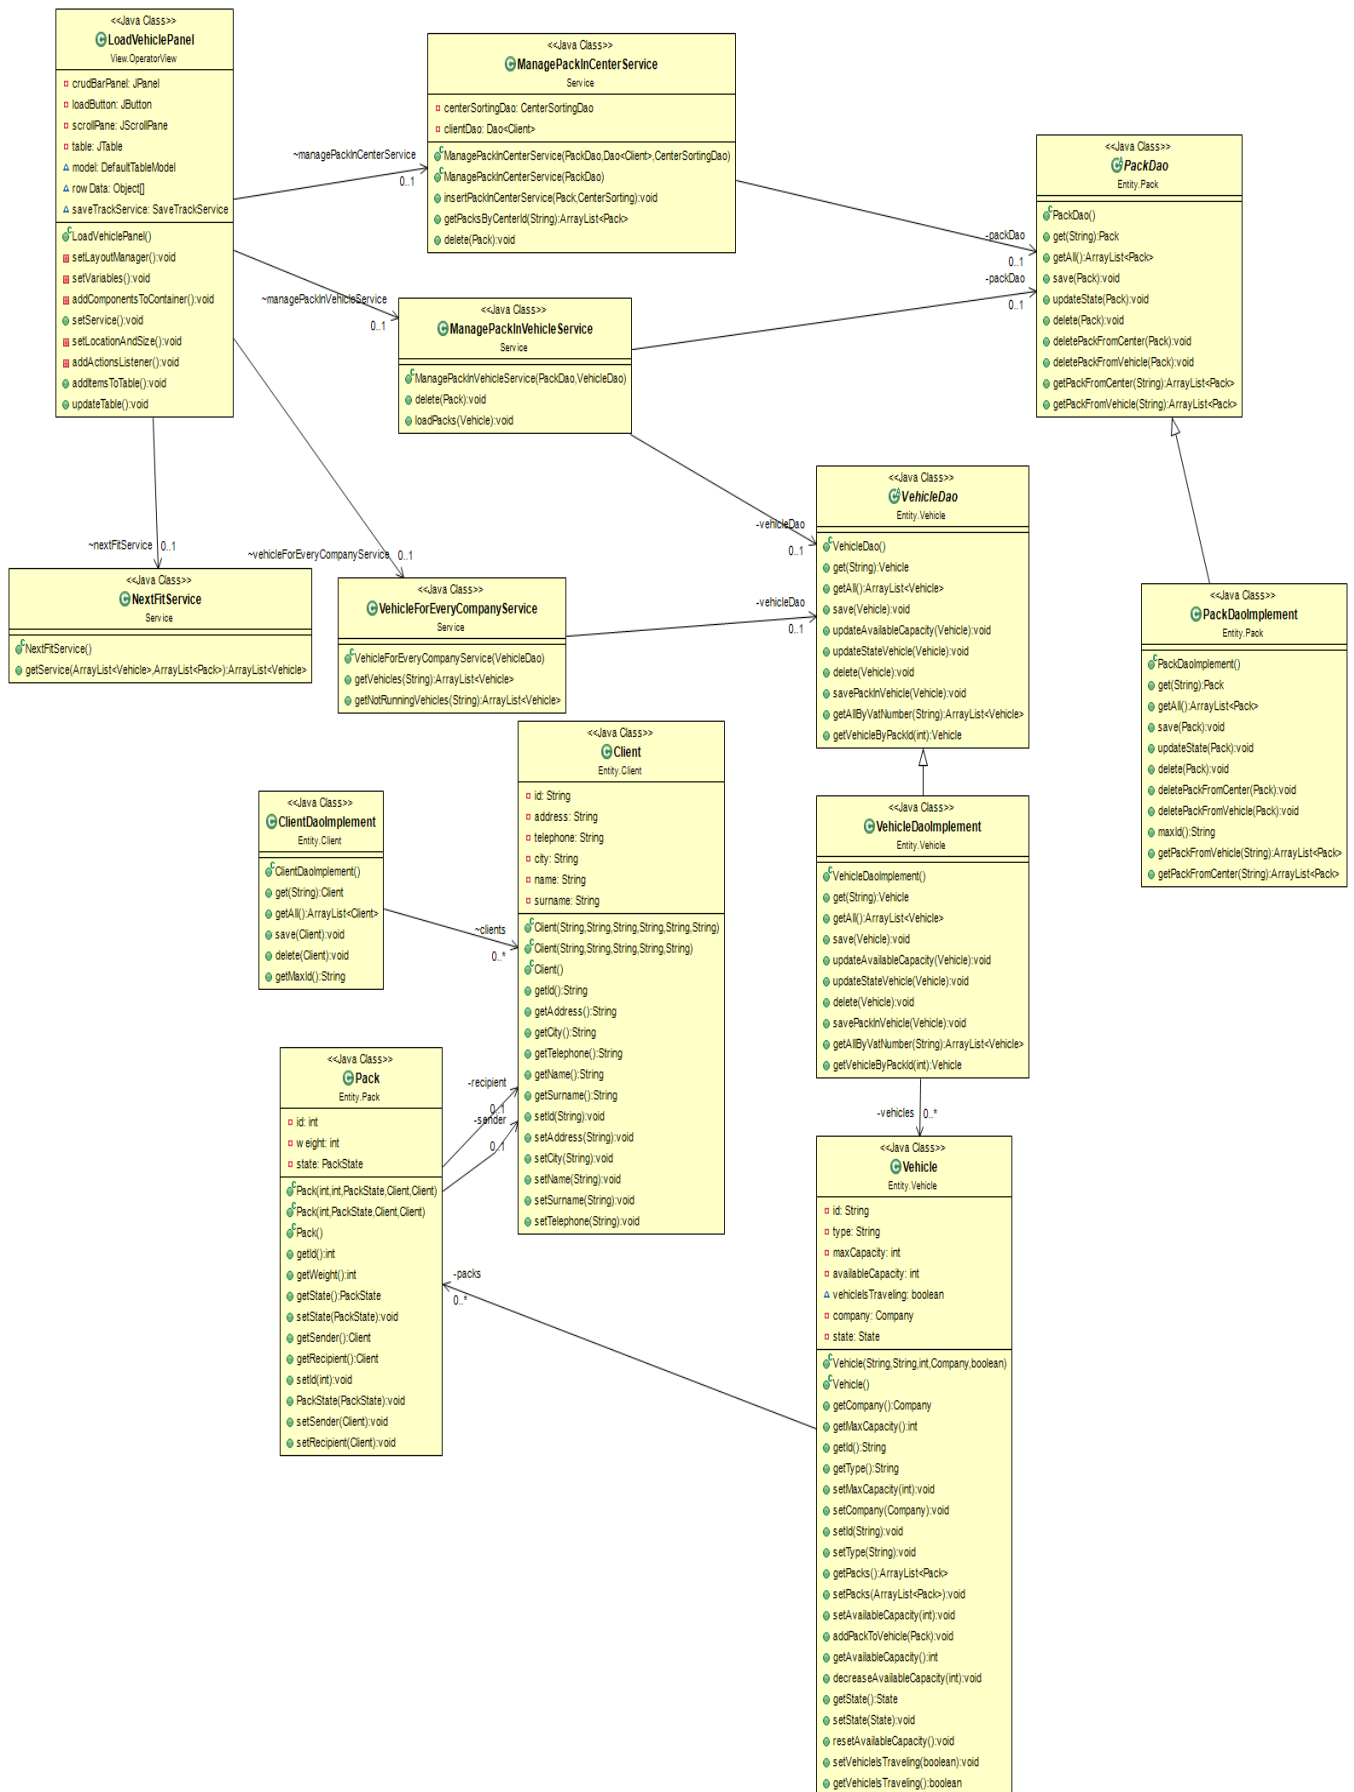 <<Java Class>>
LoadVehiclePanel
View.OperatorView
crudBarPanel: JPanel
loadButton: JButton
scrollPane: JScrollPane
table: JTable
model: DefaultTableModel
rowData: Object[]
saveTrackService: SaveTrackService
LoadVehiclePanel()
setLayoutManager():void
setVariables():void
addComponentsToContainer():void
setService():void
setLocationAndSize():void
addActionsListener():void
addItemsToTable():void
updateTable():void
~managePackInCenterService
0..1
<<Java Class>>
ManagePackInCenterService
Service
centerSortingDao: CenterSortingDao
clientDao: Dao<Client>
ManagePackInCenterService(PackDao,Dao<Client>,CenterSortingDao)
ManagePackInCenterService(PackDao)
insertPackInCenterService(Pack,CenterSorting):void
getPacksByCenterId(String):ArrayList<Pack>
delete(Pack):void
-packDao
0..1
-packDao
0..1
<<Java Class>>
PackDao
Entity.Pack
PackDao()
get(String):Pack
getAll():ArrayList<Pack>
save(Pack):void
updateState(Pack):void
delete(Pack):void
deletePackFromCenter(Pack):void
deletePackFromVehicle(Pack):void
getPackFromCenter(String):ArrayList<Pack>
getPackFromVehicle(String):ArrayList<Pack>
~managePackInVehicleService
0..1
<<Java Class>>
ManagePackInVehicleService
Service
ManagePackInVehicleService(PackDao,VehicleDao)
delete(Pack):void
loadPacks(Vehicle):void
-vehicleDao
0..1
<<Java Class>>
VehicleDao
Entity.Vehicle
VehicleDao()
get(String):Vehicle
getAll():ArrayList<Vehicle>
save(Vehicle):void
updateAvailableCapacity(Vehicle):void
updateStateVehicle(Vehicle):void
delete(Vehicle):void
savePackInVehicle(Vehicle):void
getAllByVatNumber(String):ArrayList<Vehicle>
getVehicleByPackId(int):Vehicle
~nextFitService
0..1
<<Java Class>>
NextFitService
Service
NextFitService()
getService(ArrayList<Vehicle>,ArrayList<Pack>):ArrayList<Vehicle>
~vehicleForEveryCompanyService
0..1
<<Java Class>>
VehicleForEveryCompanyService
Service
VehicleForEveryCompanyService(VehicleDao)
getVehicles(String):ArrayList<Vehicle>
getNotRunningVehicles(String):ArrayList<Vehicle>
-vehicleDao
0..1
<<Java Class>>
PackDaoImplement
Entity.Pack
PackDaoImplement()
get(String):Pack
getAll():ArrayList<Pack>
save(Pack):void
updateState(Pack):void
delete(Pack):void
deletePackFromCenter(Pack):void
deletePackFromVehicle(Pack):void
maxId():String
getPackFromVehicle(String):ArrayList<Pack>
getPackFromCenter(String):ArrayList<Pack>
<<Java Class>>
ClientDaoImplement
Entity.Client
ClientDaoImplement()
get(String):Client
getAll():ArrayList<Client>
save(Client):void
delete(Client):void
getMaxId():String
~clients
0..*
<<Java Class>>
Client
Entity.Client
id: String
address: String
telephone: String
city: String
name: String
surname: String
Client(String,String,String,String,String,String)
Client(String,String,String,String,String)
Client()
getId():String
getAddress():String
getCity():String
getTelephone():String
getName():String
getSurname():String
setId(String):void
setAddress(String):void
setCity(String):void
setName(String):void
setSurname(String):void
setTelephone(String):void
<<Java Class>>
VehicleDaoImplement
Entity.Vehicle
VehicleDaoImplement()
get(String):Vehicle
getAll():ArrayList<Vehicle>
save(Vehicle):void
updateAvailableCapacity(Vehicle):void
updateStateVehicle(Vehicle):void
delete(Vehicle):void
savePackInVehicle(Vehicle):void
getAllByVatNumber(String):ArrayList<Vehicle>
getVehicleByPackId(int):Vehicle
<<Java Class>>
Pack
Entity.Pack
id: int
weight: int
state: PackState
Pack(int,int,PackState,Client,Client)
Pack(int,PackState,Client,Client)
Pack()
getId():int
getWeight():int
getState():PackState
setState(PackState):void
getSender():Client
getRecipient():Client
setId(int):void
PackState(PackState):void
setSender(Client):void
setRecipient(Client):void
-recipient
0..1
-sender
0..1
-packs
0..*
-vehicles
0..*
<<Java Class>>
Vehicle
Entity.Vehicle
id: String
type: String
maxCapacity: int
availableCapacity: int
vehicleIsTraveling: boolean
company: Company
state: State
Vehicle(String,String,int,Company,boolean)
Vehicle()
getCompany():Company
getMaxCapacity():int
getId():String
getType():String
setMaxCapacity(int):void
setCompany(Company):void
setId(String):void
setType(String):void
getPacks():ArrayList<Pack>
setPacks(ArrayList<Pack>):void
setAvailableCapacity(int):void
addPackToVehicle(Pack):void
getAvailableCapacity():int
decreaseAvailableCapacity(int):void
getState():State
setState(State):void
resetAvailableCapacity():void
setVehicleIsTraveling(boolean):void
getVehicleIsTraveling():boolean